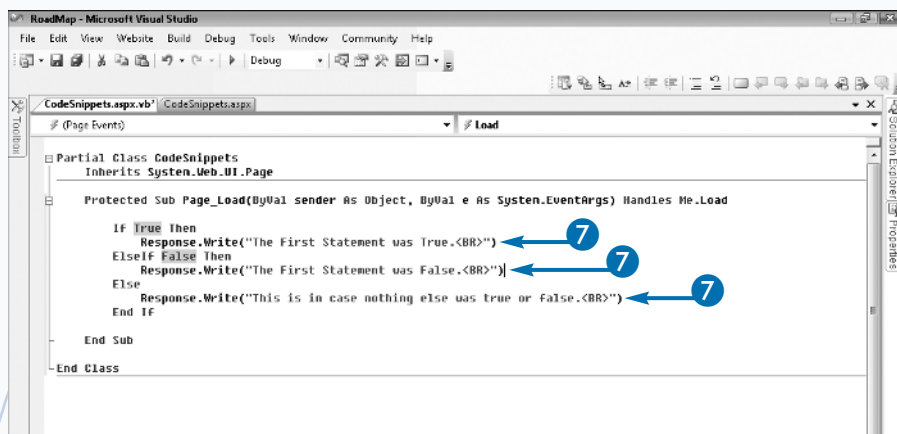 RoadMap - Microsoft Visual Studio
File Edit View Website Build Debug Tools Window Community Help
Debug
CodeSnippets.aspx.vb* CodeSnippets.aspx
Toolbox
(Page Events)
Load
Solution Explorer
Properties
Partial Class CodeSnippets
Inherits System.Web.UI.Page
Protected Sub Page_Load(ByVal sender As Object, ByVal e As System.EventArgs) Handles Me.Load
If True Then
Response.Write("The First Statement was True.<BR>")
7
ElseIf False Then
Response.Write("The First Statement was False.<BR>")
7
Else
Response.Write("This is in case nothing else was true or false.<BR>")
7
End If
End Sub
End Class